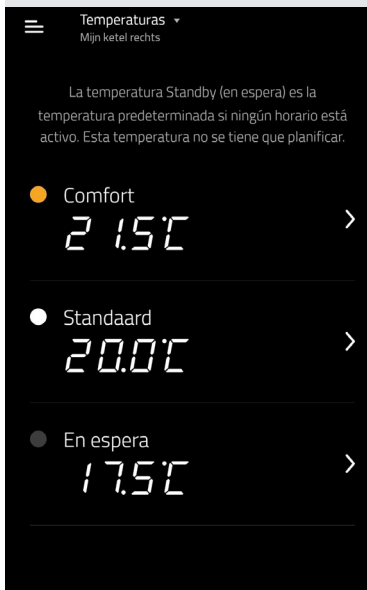 Temperaturas
Mijn ketel rechts
La temperatura Standby (en espera) es la
temperatura predeterminada si ningún horario está
activo. Esta temperatura no se tiene que planificar.
Comfort
21.5°C
Standaard
20.0°C
En espera
17.5°C